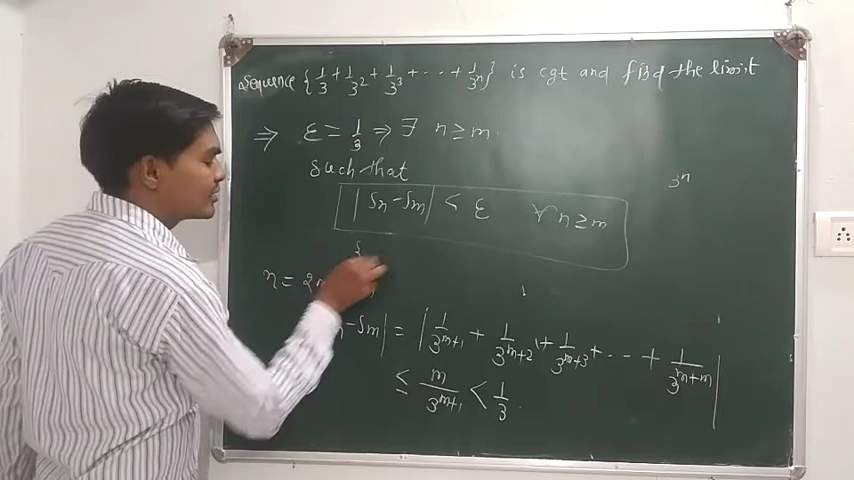 Sequence {1/3 + 1/3² + 1/3³ + ... + 1/3ⁿ} is cgt and find the limit
⇒ ε = 1/3 ⇒ ∃ n ≥ m
Such that
3ⁿ
|Sn - Sm| < ε ∀ n ≥ m
n = 2
- Sm| = |1/3^(m+1) + 1/3^(m+2) + 1/3^(m+3) + ... + 1/3^(m+m)|
≤ m/3^(m+1) < 1/3